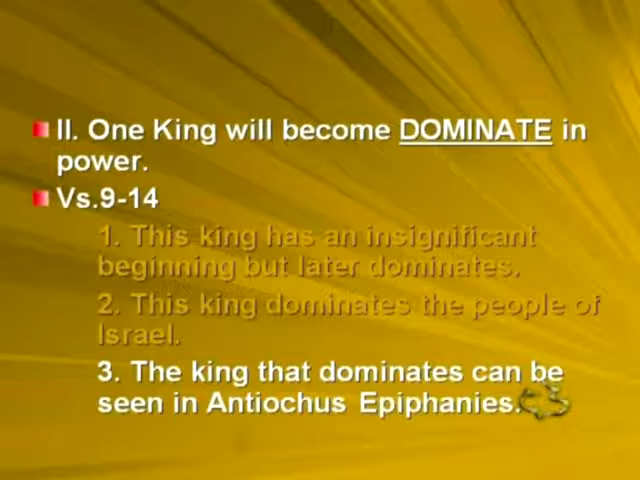 II. One King will become DOMINATE in
power.
Vs.9-14
1. This king has an insignificant
beginning but later dominates.
2. This king dominates the people of
Israel.
3. The king that dominates can be
seen in Antiochus Epiphanies.